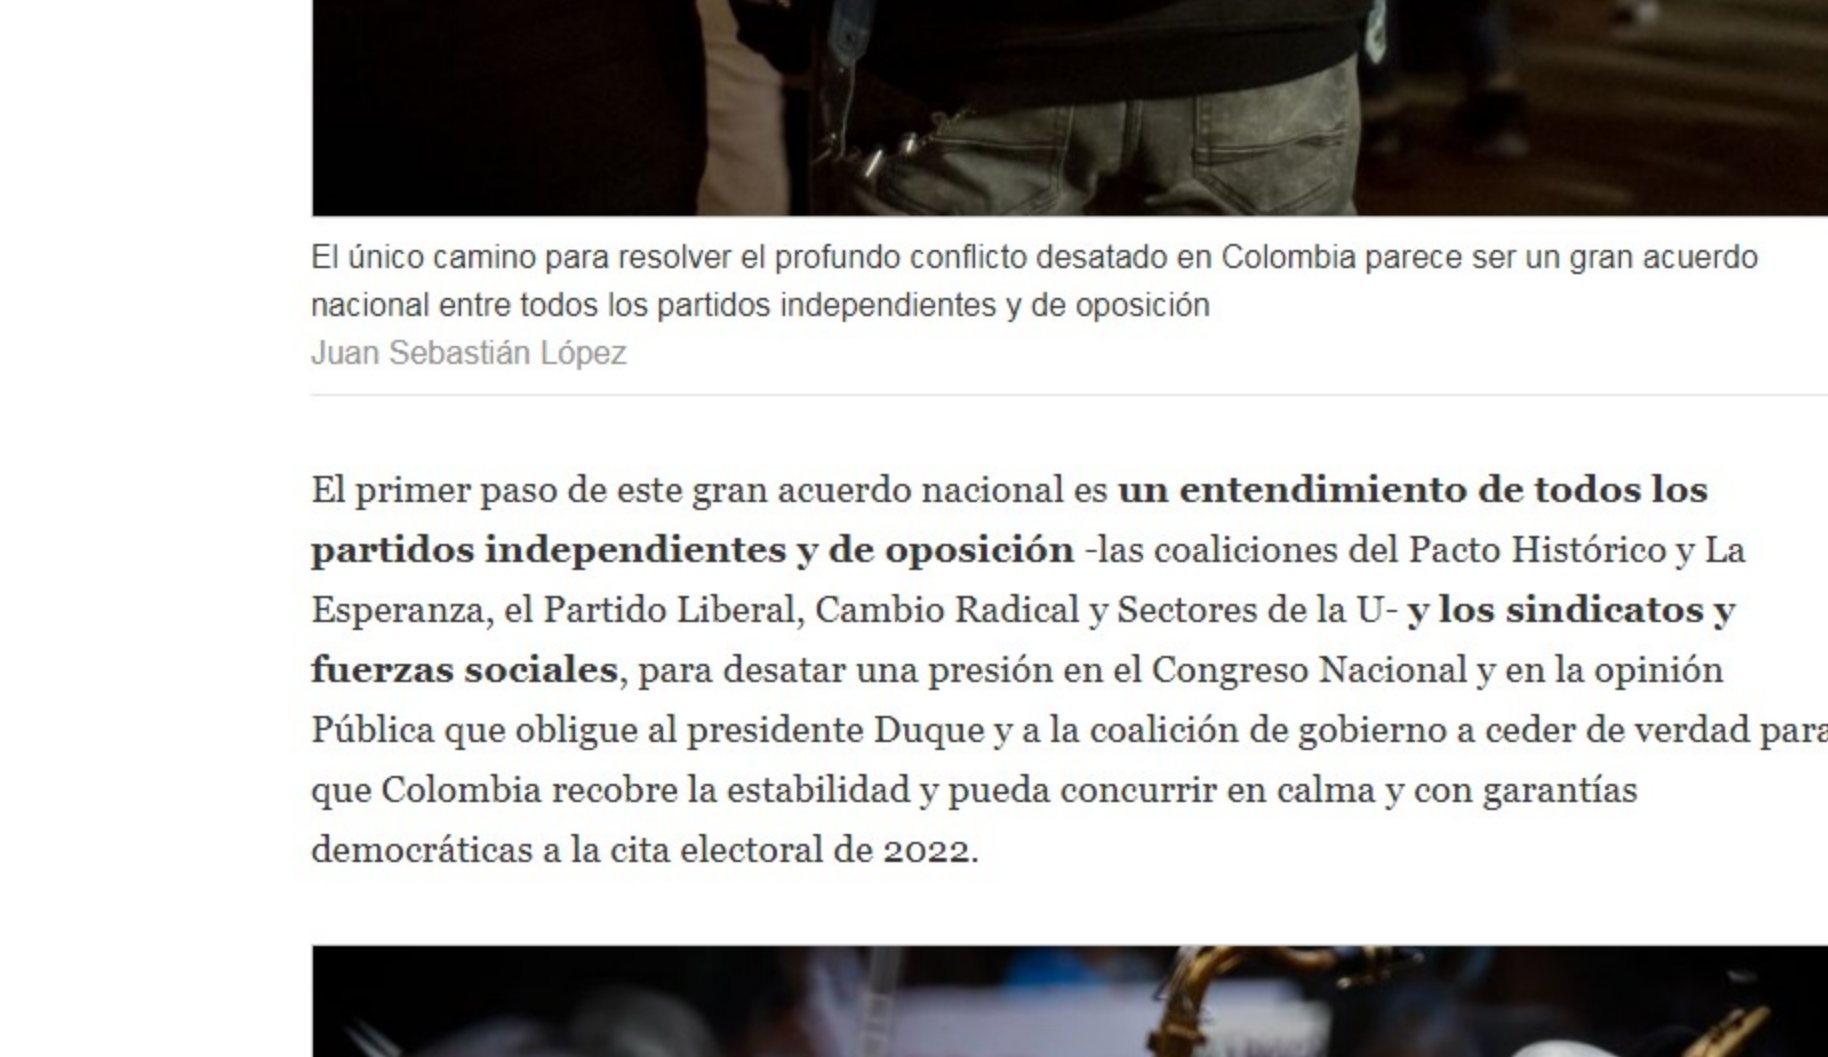 El único camino para resolver el profundo conflicto desatado en Colombia parece ser un gran acuerdo
nacional entre todos los partidos independientes y de oposición
Juan Sebastián López
El primer paso de este gran acuerdo nacional es un entendimiento de todos los
partidos independientes y de oposición -las coaliciones del Pacto Histórico y La
Esperanza, el Partido Liberal, Cambio Radical y Sectores de la U- y los sindicatos y
fuerzas sociales, para desatar una presión en el Congreso Nacional y en la opinión
Pública que obligue al presidente Duque y a la coalición de gobierno a ceder de verdad para
que Colombia recobre la estabilidad y pueda concurrir en calma y con garantías
democráticas a la cita electoral de 2022.